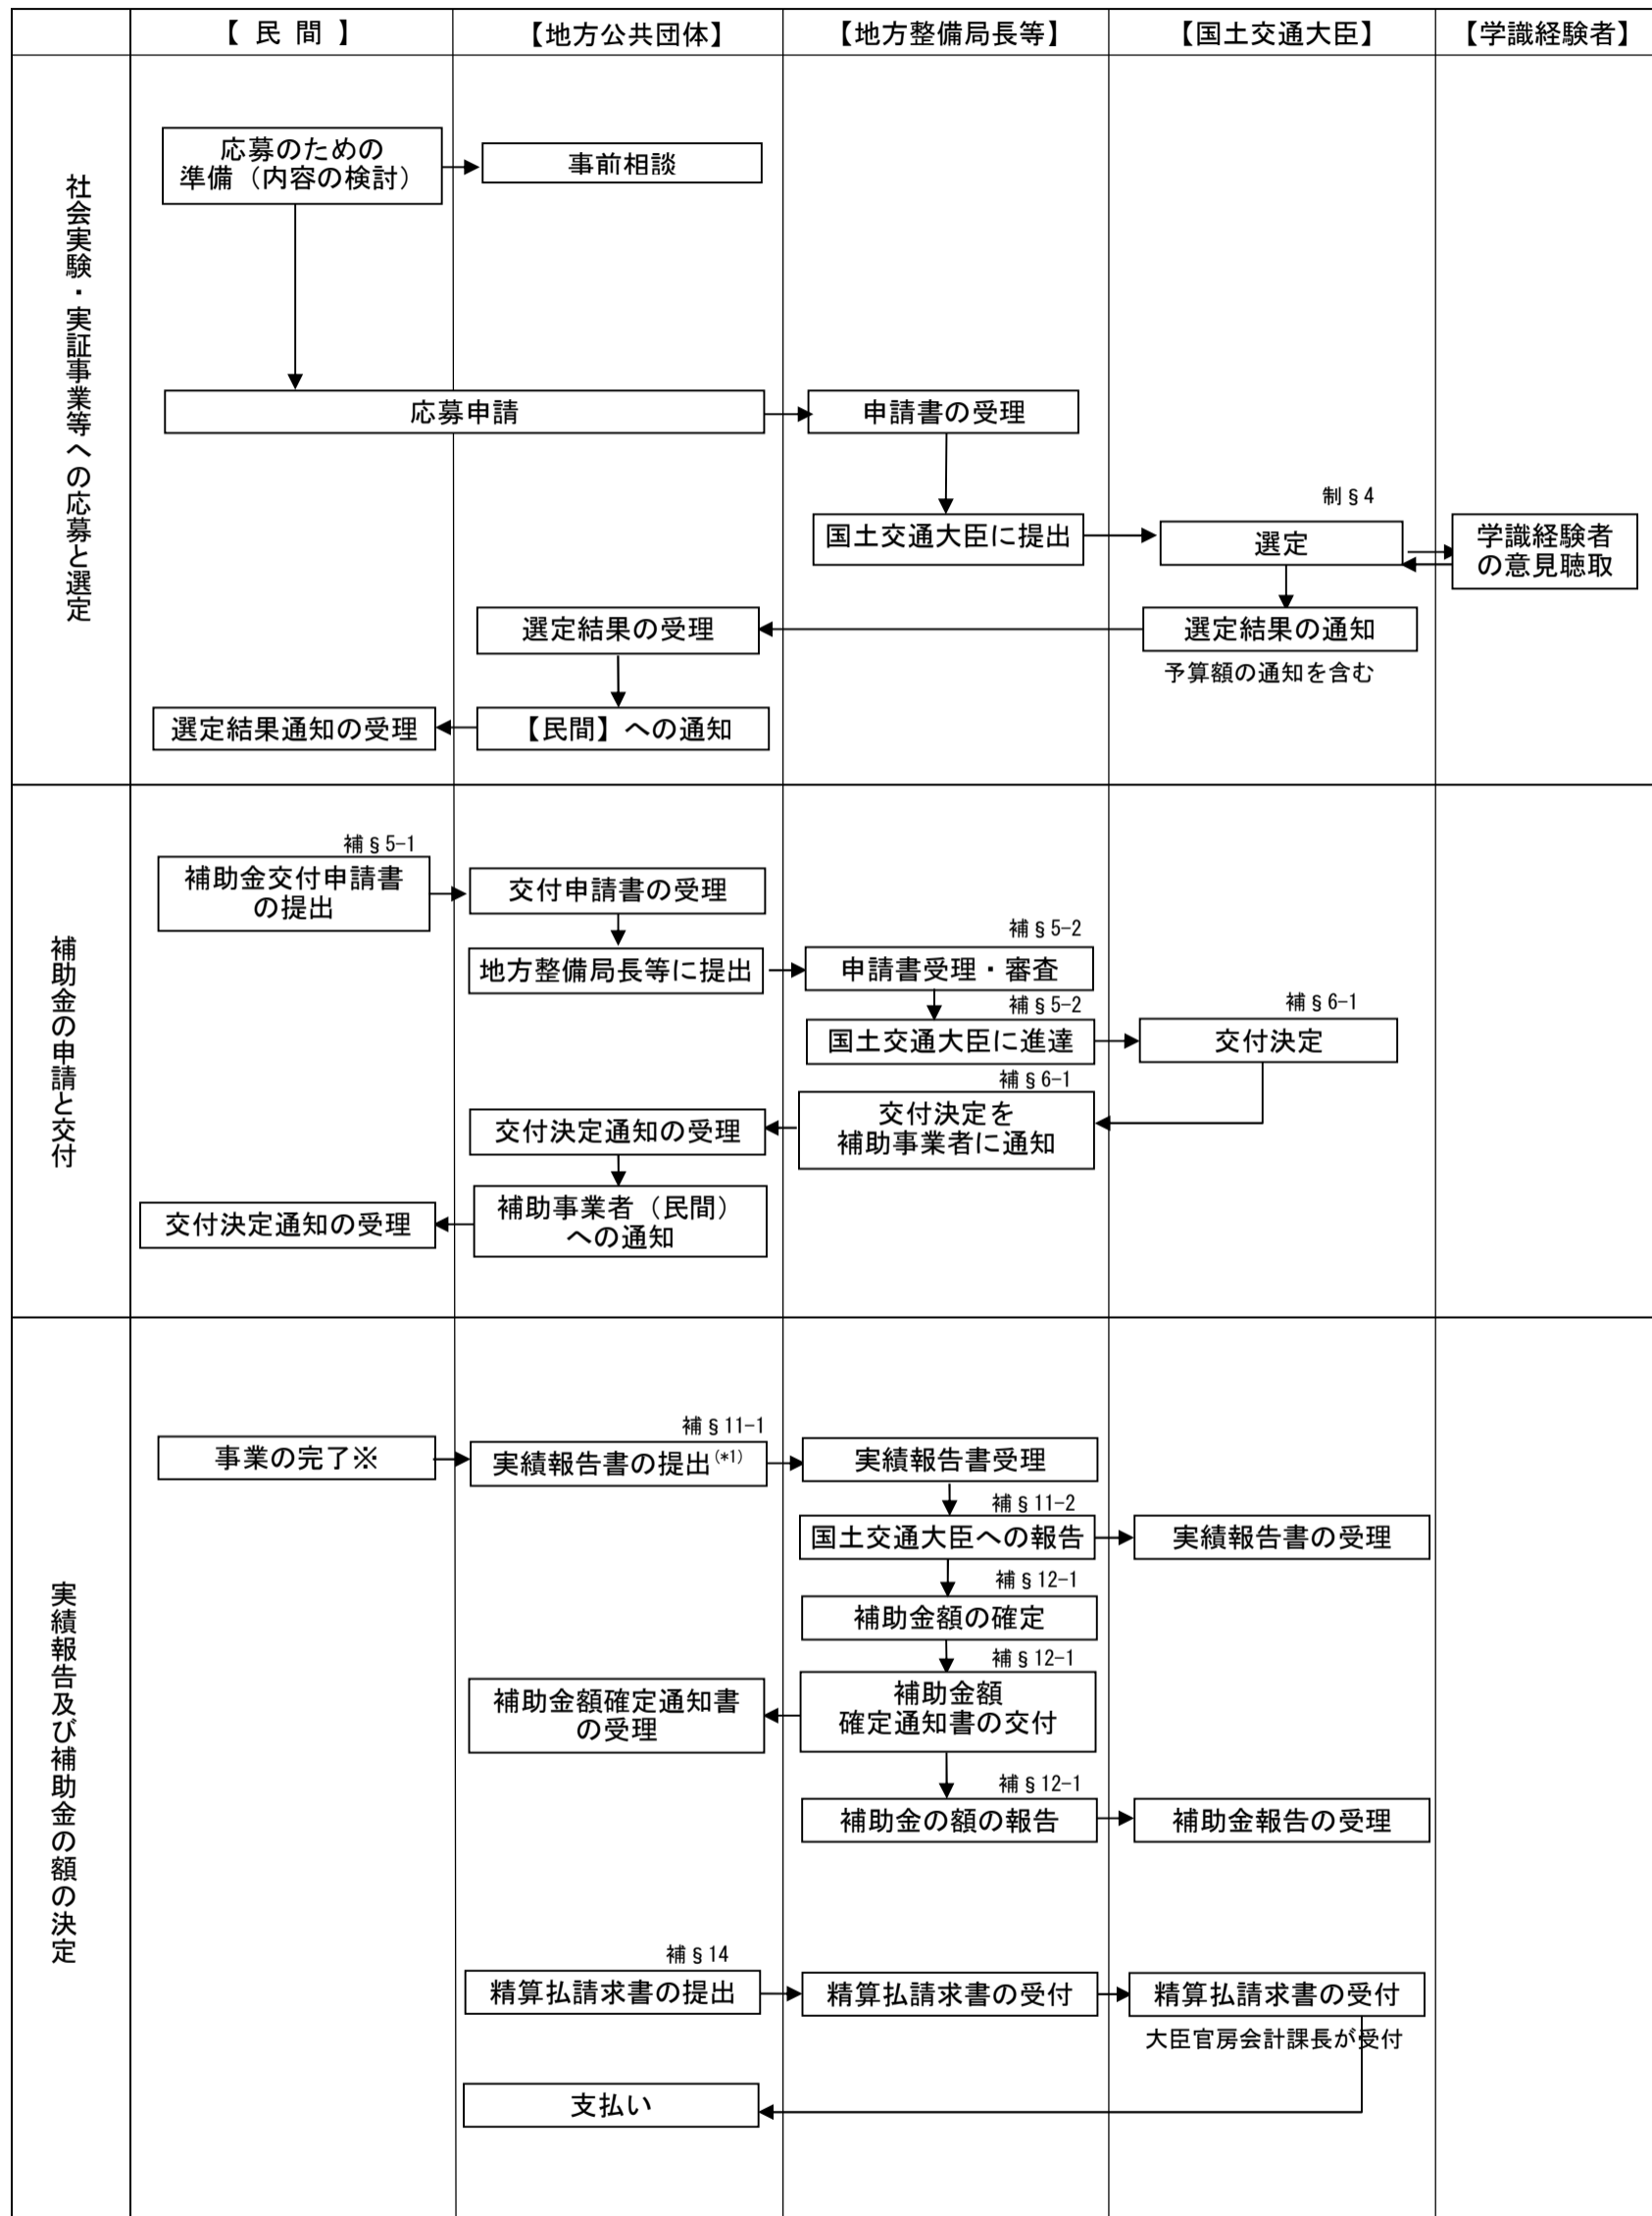 【 民 間 】
【地方公共団体】
【地方整備局長等】
【国土交通大臣】
【学識経験者】
社会実験・実証事業等への応募と選定
応募のための
準備（内容の検討）
事前相談
応募申請
申請書の受理
国土交通大臣に提出
制§4
選定
学識経験者
の意見聴取
選定結果の受理
選定結果の通知
予算額の通知を含む
選定結果通知の受理
【民間】への通知
補助金の申請と交付
補§5-1
補助金交付申請書
の提出
交付申請書の受理
地方整備局長等に提出
補§5-2
申請書受理・審査
補§5-2
国土交通大臣に進達
補§6-1
交付決定
補§6-1
交付決定を
補助事業者に通知
交付決定通知の受理
補助事業者（民間）
への通知
交付決定通知の受理
実績報告及び補助金の額の決定
事業の完了※
補§11-1
実績報告書の提出(*1)
実績報告書受理
補§11-2
国土交通大臣への報告
実績報告書の受理
補§12-1
補助金額の確定
補§12-1
補助金額
確定通知書の交付
補助金額確定通知書
の受理
補§12-1
補助金の額の報告
補助金報告の受理
補§14
精算払請求書の提出
精算払請求書の受付
精算払請求書の受付
大臣官房会計課長が受付
支払い